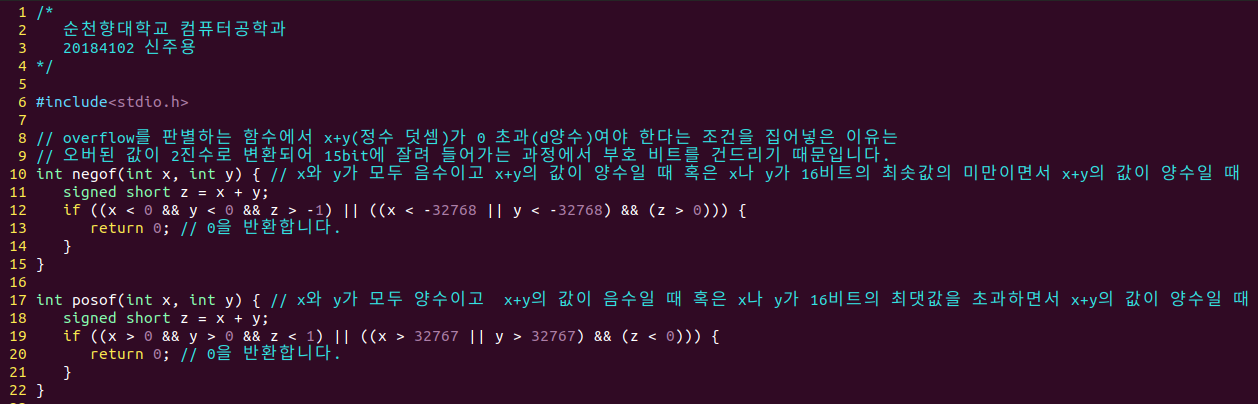 1 /*
2 순천향대학교 컴퓨터공학과
3 20184102 신주용
4 */
5
6 #include<stdio.h>
7
8 // overflow를 판별하는 함수에서 x+y(정수 덧셈)가 0 초과(d양수)여야 한다는 조건을 집어넣은 이유는
9 // 오버된 값이 2진수로 변환되어 15bit에 잘려 들어가는 과정에서 부호 비트를 건드리기 때문입니다.
10 int negof(int x, int y) { // x와 y가 모두 음수이고 x+y의 값이 양수일 때 혹은 x나 y가 16비트의 최솟값의 미만이면서 x+y의 값이 양수일 때
11 signed short z = x + y;
12 if ((x < 0 && y < 0 && z > -1) || ((x < -32768 || y < -32768) && (z > 0))) {
13 return 0; // 0을 반환합니다.
14 }
15 }
16
17 int posof(int x, int y) { // x와 y가 모두 양수이고  x+y의 값이 음수일 때 혹은 x나 y가 16비트의 최댓값을 초과하면서 x+y의 값이 양수일 때
18 signed short z = x + y;
19 if ((x > 0 && y > 0 && z < 1) || ((x > 32767 || y > 32767) && (z < 0))) {
20 return 0; // 0을 반환합니다.
21 }
22 }